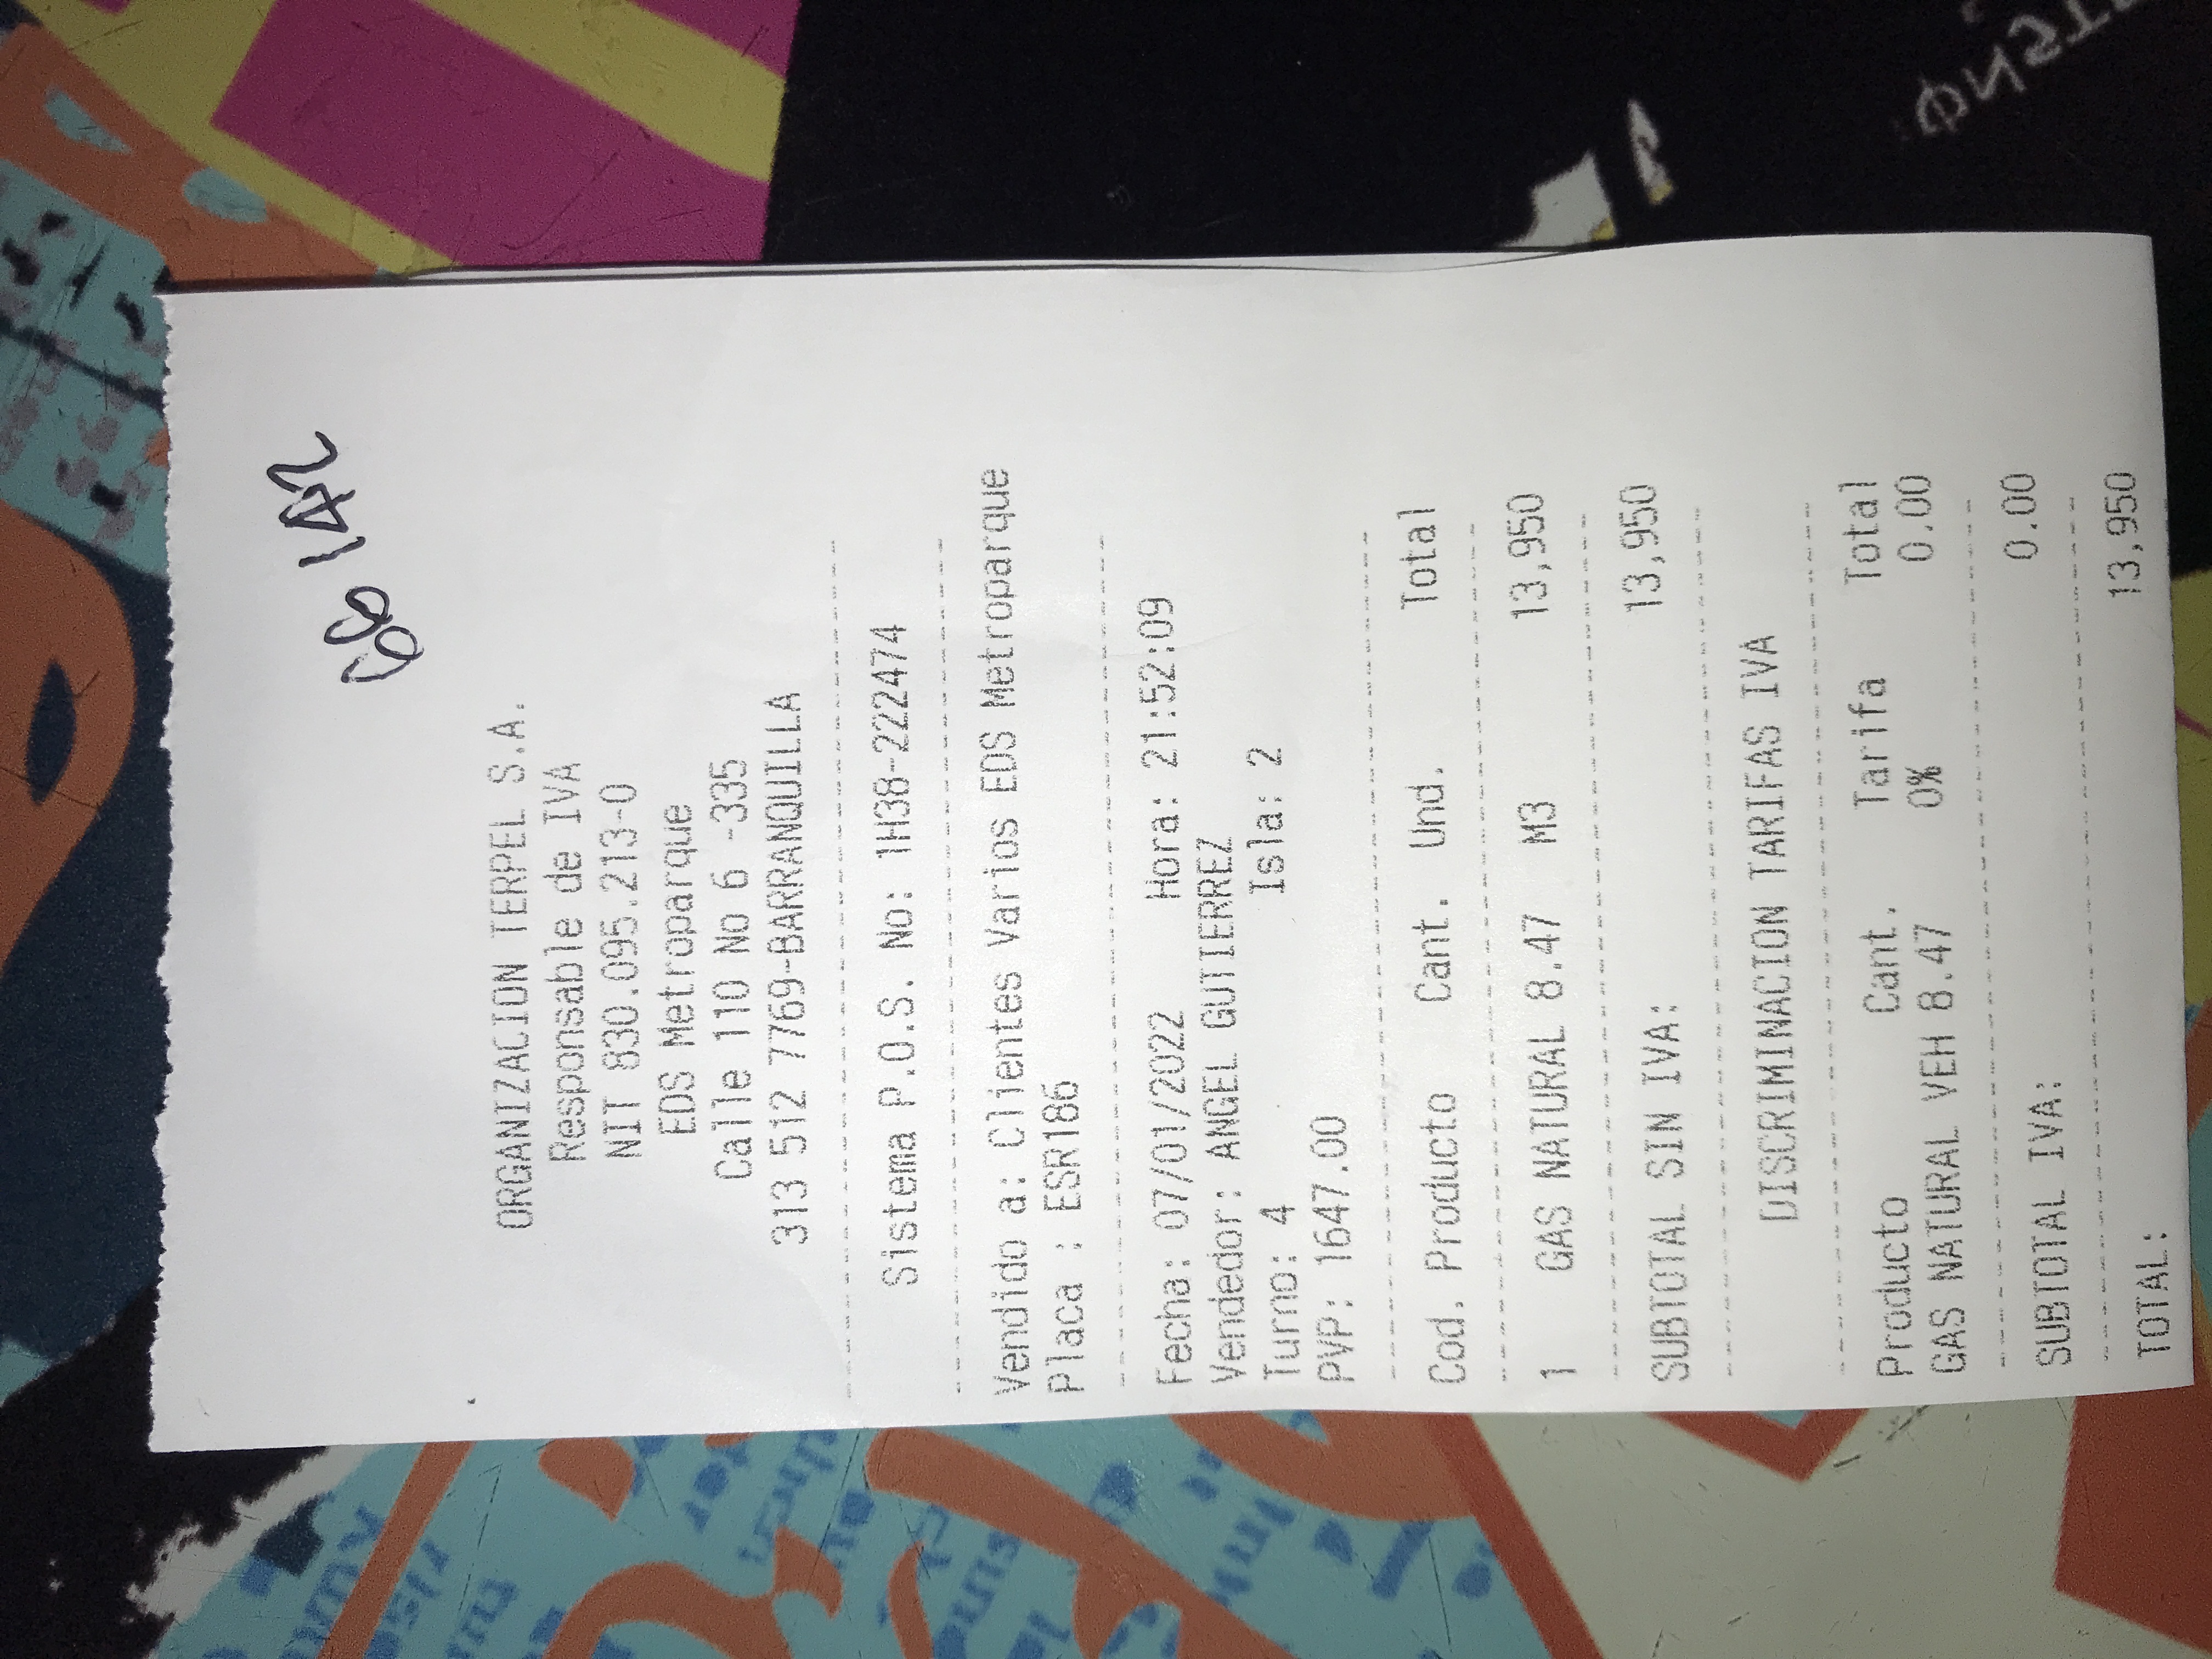 ORGANIZACION TERPEL S.A.
Responsable de IVA
NIT 830.095.213-0
EDS Metroparque
Calle 110 No 6 -335
313 512 7769-BARRANQUILLA
Sistema P.O.S. No: 1H38-222474
Vendido a: Clientes Varios EDS Metroparque
Placa : ESR186
Fecha: 07/01/2022 Hora: 21:52:09
Vendedor: ANGEL GUTIERREZ
Turno: 4 Isla: 2
PVP: 1647.00
Cod. Producto Cant. Und. Total
1 GAS NATURAL 8.47 M3 13,950
SUBTOTAL SIN IVA: 13,950
DISCRIMINACION TARIFAS IVA
Producto Cant. Tarifa Total
GAS NATURAL VEH 8.47 0% 0.00
SUBTOTAL IVA: 0.00
TOTAL: 13,950